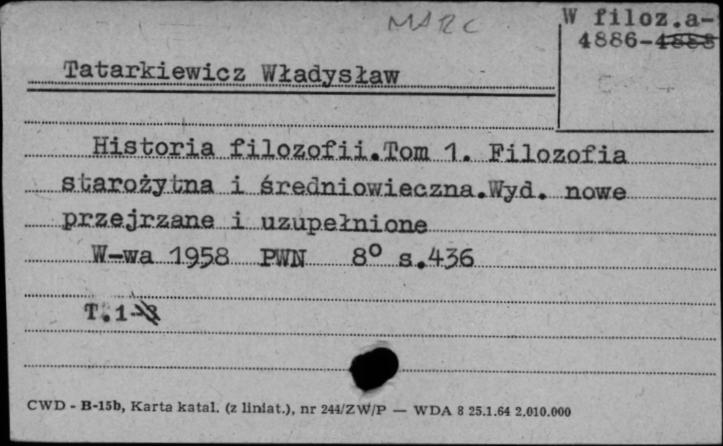 MARC
W filoz.a-
4886-4888
Tatarkiewicz Władysław
Historia filozofii.Tom 1. Filozofia
starożytna i średniowieczna.Wyd. nowe
przejrzane i uzupełnione
W-wa 1958 PWN 8° s.436
T.1-3
CWD - B-15b, Karta katal. (z liniat.), nr 244/ZW/P — WDA 8 25.1.64 2.010.000